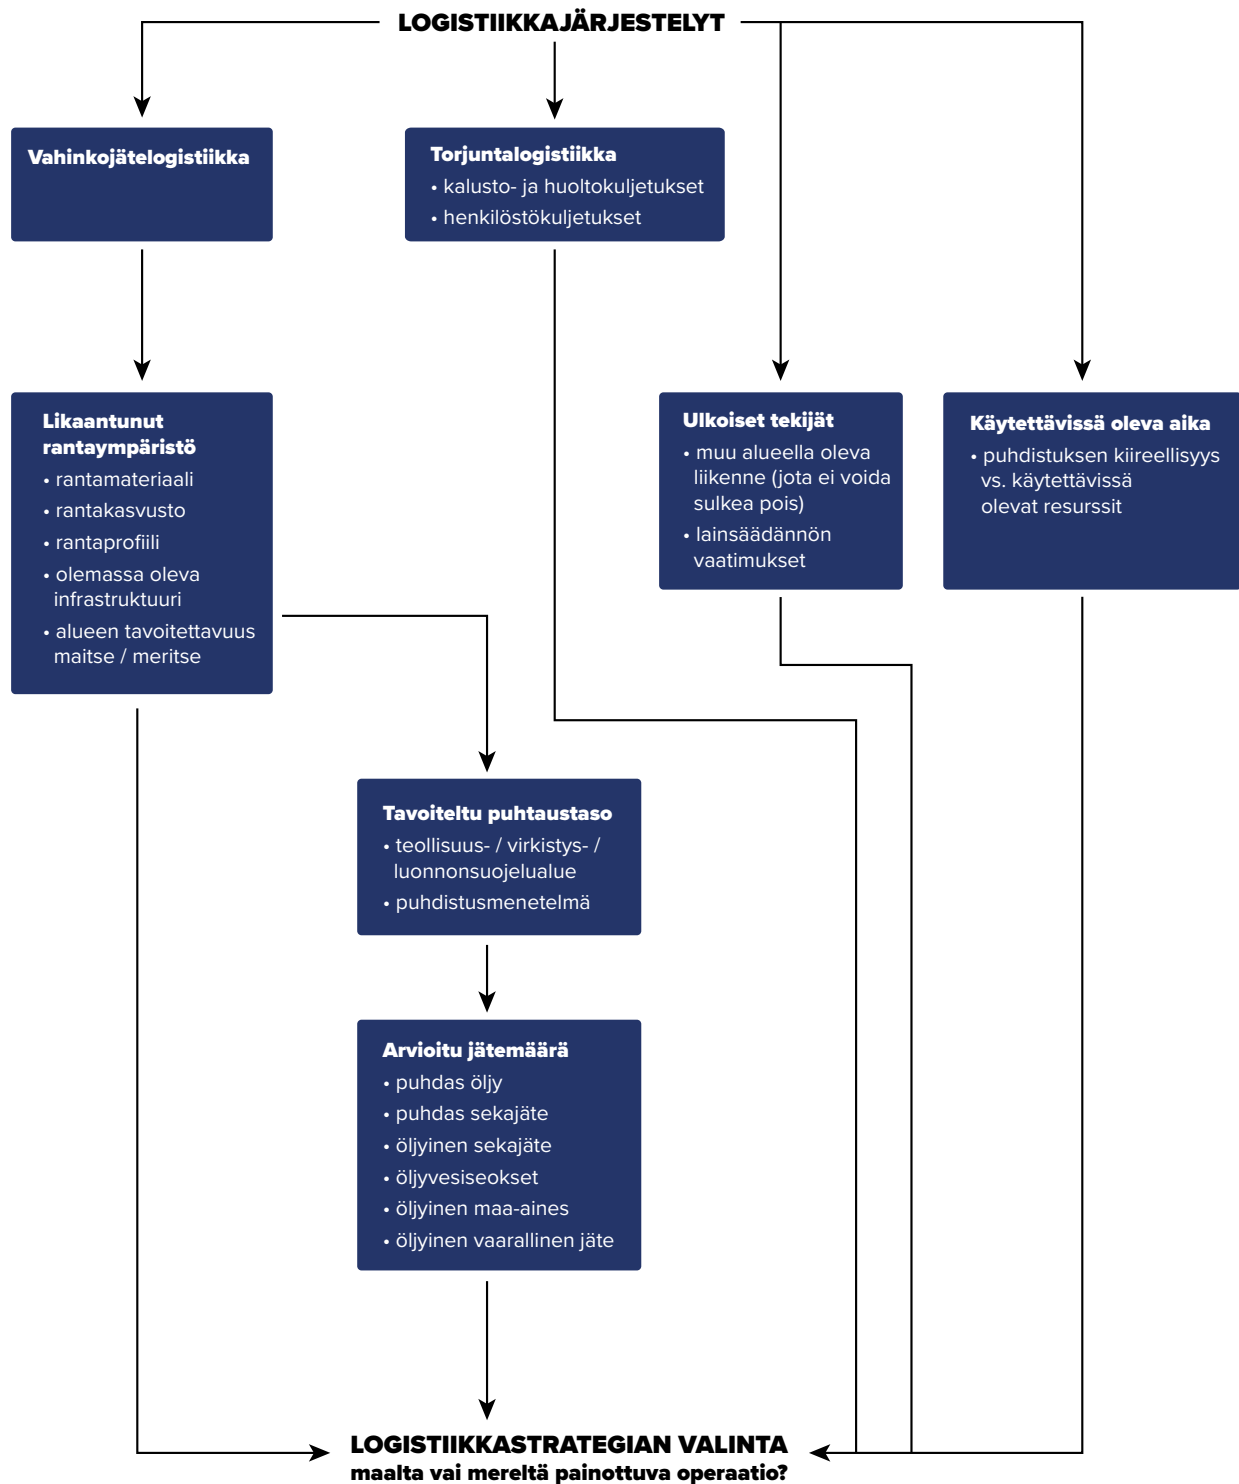 LOGISTIIKKAJÄRJESTELYT
Vahinkojätelogistiikka
Torjuntalogistiikka
• kalusto- ja huoltokuljetukset
• henkilöstökuljetukset
Likaantunut
rantaympäristö
• rantamateriaali
• rantakasvusto
• rantaprofiili
• olemassa oleva
infrastruktuuri
• alueen tavoitettavuus
maitse / meritse
Ulkoiset tekijät
• muu alueella oleva
liikenne (jota ei voida
sulkea pois)
• lainsäädännön
vaatimukset
Käytettävissä oleva aika
• puhdistuksen kiireellisyys
vs. käytettävissä
olevat resurssit
Tavoiteltu puhtaustaso
• teollisuus- / virkistys- /
luonnonsuojelualue
• puhdistusmenetelmä
Arvioitu jätemäärä
• puhdas öljy
• puhdas sekajäte
• öljyinen sekajäte
• öljyvesiseokset
• öljyinen maa-aines
• öljyinen vaarallinen jäte
LOGISTIIKKASTRATEGIAN VALINTA
maalta vai mereltä painottuva operaatio?